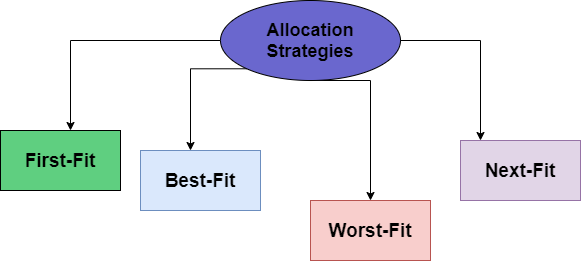 Allocation
Strategies
First-Fit
Best-Fit
Worst-Fit
Next-Fit